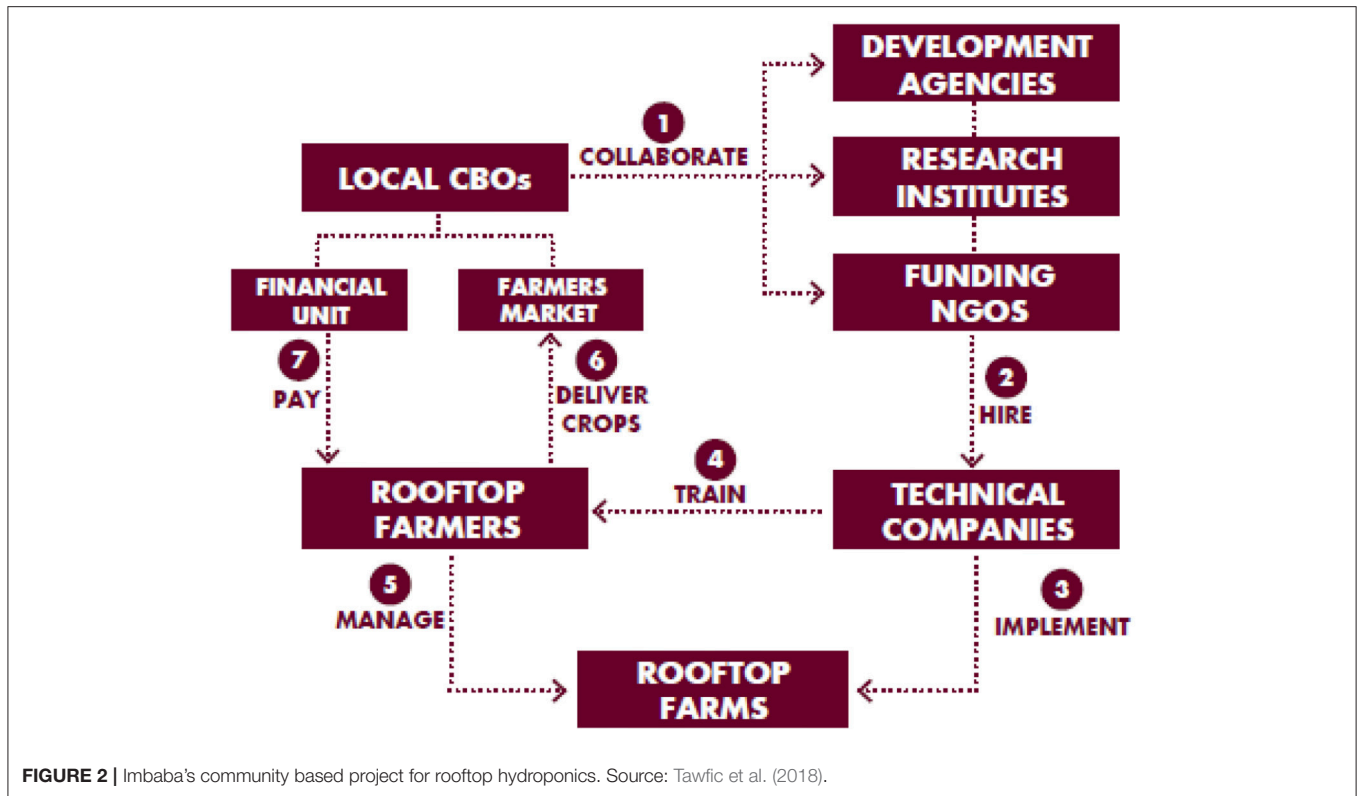 DEVELOPMENT
AGENCIES
1
COLLABORATE
LOCAL CBOs
RESEARCH
INSTITUTES
FINANCIAL
UNIT
FARMERS
MARKET
FUNDING
NGOS
7
PAY
6
DELIVER
CROPS
2
HIRE
ROOFTOP
FARMERS
4
TRAIN
TECHNICAL
COMPANIES
5
MANAGE
3
IMPLEMENT
ROOFTOP
FARMS
FIGURE 2 | Imbaba's community based project for rooftop hydroponics. Source: Tawfic et al. (2018).